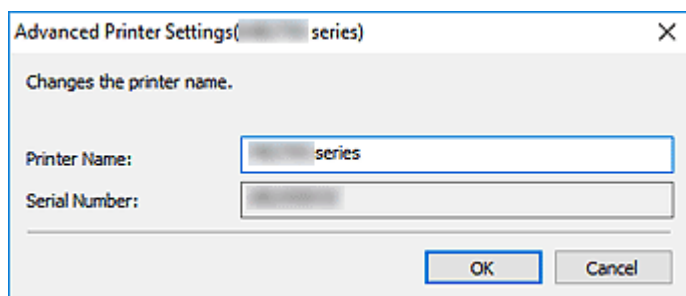 Advanced Printer Settings( series)
Changes the printer name.
Printer Name: series
Serial Number:
OK Cancel